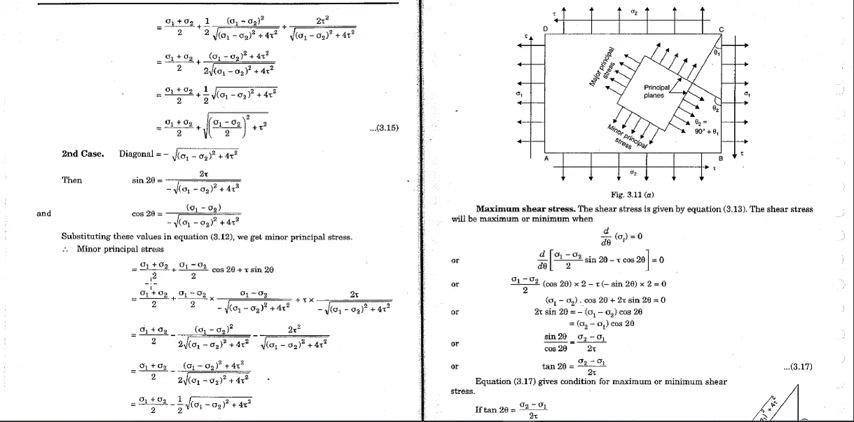 = (σ₁ + σ₂)/2 + 1/2 (σ₁ – σ₂)²/√((σ₁ – σ₂)² + 4τ²) + 2τ²/√((σ₁ – σ₂)² + 4τ²)
= (σ₁ + σ₂)/2 + ((σ₁ – σ₂)² + 4τ²)/(2√((σ₁ – σ₂)² + 4τ²))
= (σ₁ + σ₂)/2 + 1/2 √((σ₁ – σ₂)² + 4τ²)
= (σ₁ + σ₂)/2 + √(((σ₁ – σ₂)/2)² + τ²) ...(3.15)
2nd Case. Diagonal = – √((σ₁ – σ₂)² + 4τ²)
Then sin 2θ = 2τ/(–√((σ₁ – σ₂)² + 4τ²))
and cos 2θ = (σ₁ – σ₂)/(–√((σ₁ – σ₂)² + 4τ²))
Substituting these values in equation (3.12), we get minor principal stress.
∴ Minor principal stress
= (σ₁ + σ₂)/2 + (σ₁ – σ₂)/2 cos 2θ + τ sin 2θ
= (σ₁ + σ₂)/2 + (σ₁ – σ₂)/2 × (σ₁ – σ₂)/(–√((σ₁ – σ₂)² + 4τ²)) + τ × 2τ/(–√((σ₁ – σ₂)² + 4τ²))
= (σ₁ + σ₂)/2 – (σ₁ – σ₂)²/(2√((σ₁ – σ₂)² + 4τ²)) – 2τ²/√((σ₁ – σ₂)² + 4τ²)
= (σ₁ + σ₂)/2 – ((σ₁ – σ₂)² + 4τ²)/(2√((σ₁ – σ₂)² + 4τ²))
= (σ₁ + σ₂)/2 – 1/2 √((σ₁ – σ₂)² + 4τ²)
τ σ₂
D C
τ θ₁
Major principal
stress
Principal
planes
σ₁ σ₁
θ₂
θ₂ =
90° + θ₁
Minor principal
stress
τ
A B
σ₂ τ
Fig. 3.11 (a)
Maximum shear stress. The shear stress is given by equation (3.13). The shear stress
will be maximum or minimum when
d/dθ (σₜ) = 0
or d/dθ [(σ₁ – σ₂)/2 sin 2θ – τ cos 2θ] = 0
or (σ₁ – σ₂)/2 (cos 2θ) × 2 – τ(– sin 2θ) × 2 = 0
(σ₁ – σ₂) . cos 2θ + 2τ sin 2θ = 0
or 2τ sin 2θ = – (σ₁ – σ₂) cos 2θ
= (σ₂ – σ₁) cos 2θ
or sin 2θ/cos 2θ = (σ₂ – σ₁)/2τ
or tan 2θ = (σ₂ – σ₁)/2τ ...(3.17)
Equation (3.17) gives condition for maximum or minimum shear
stress.
If tan 2θ = (σ₂ – σ₁)/2τ
)² + 4τ²